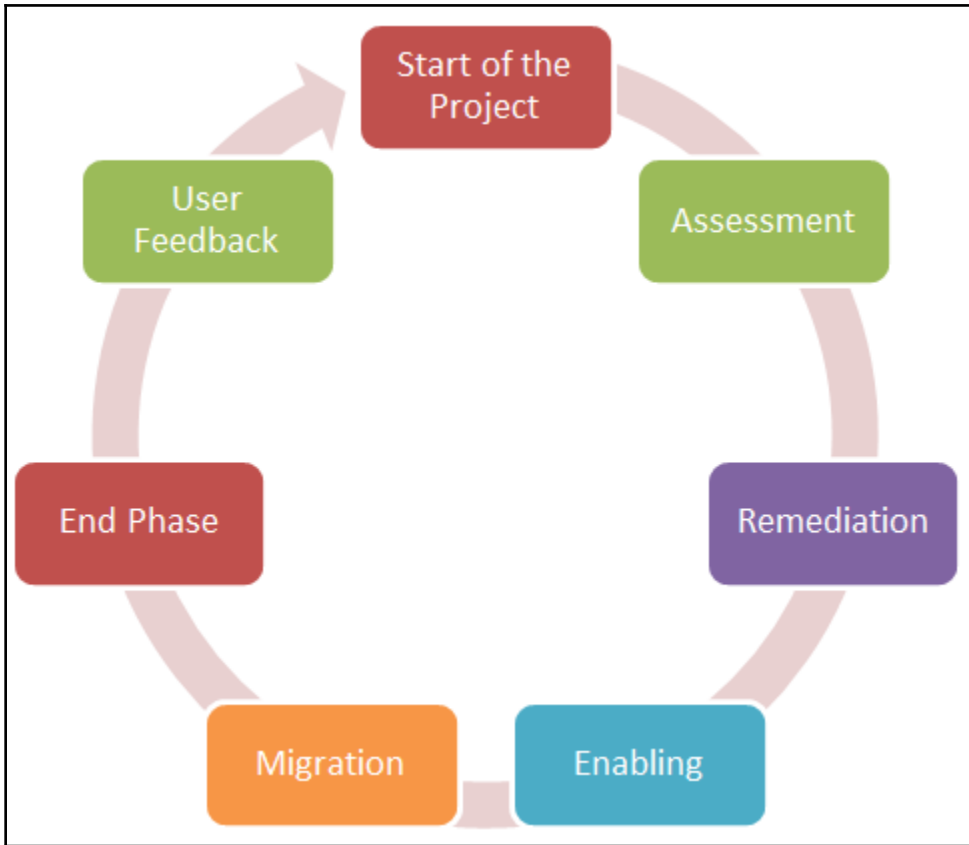 Start of the
Project
Assessment
Remediation
Enabling
Migration
End Phase
User
Feedback